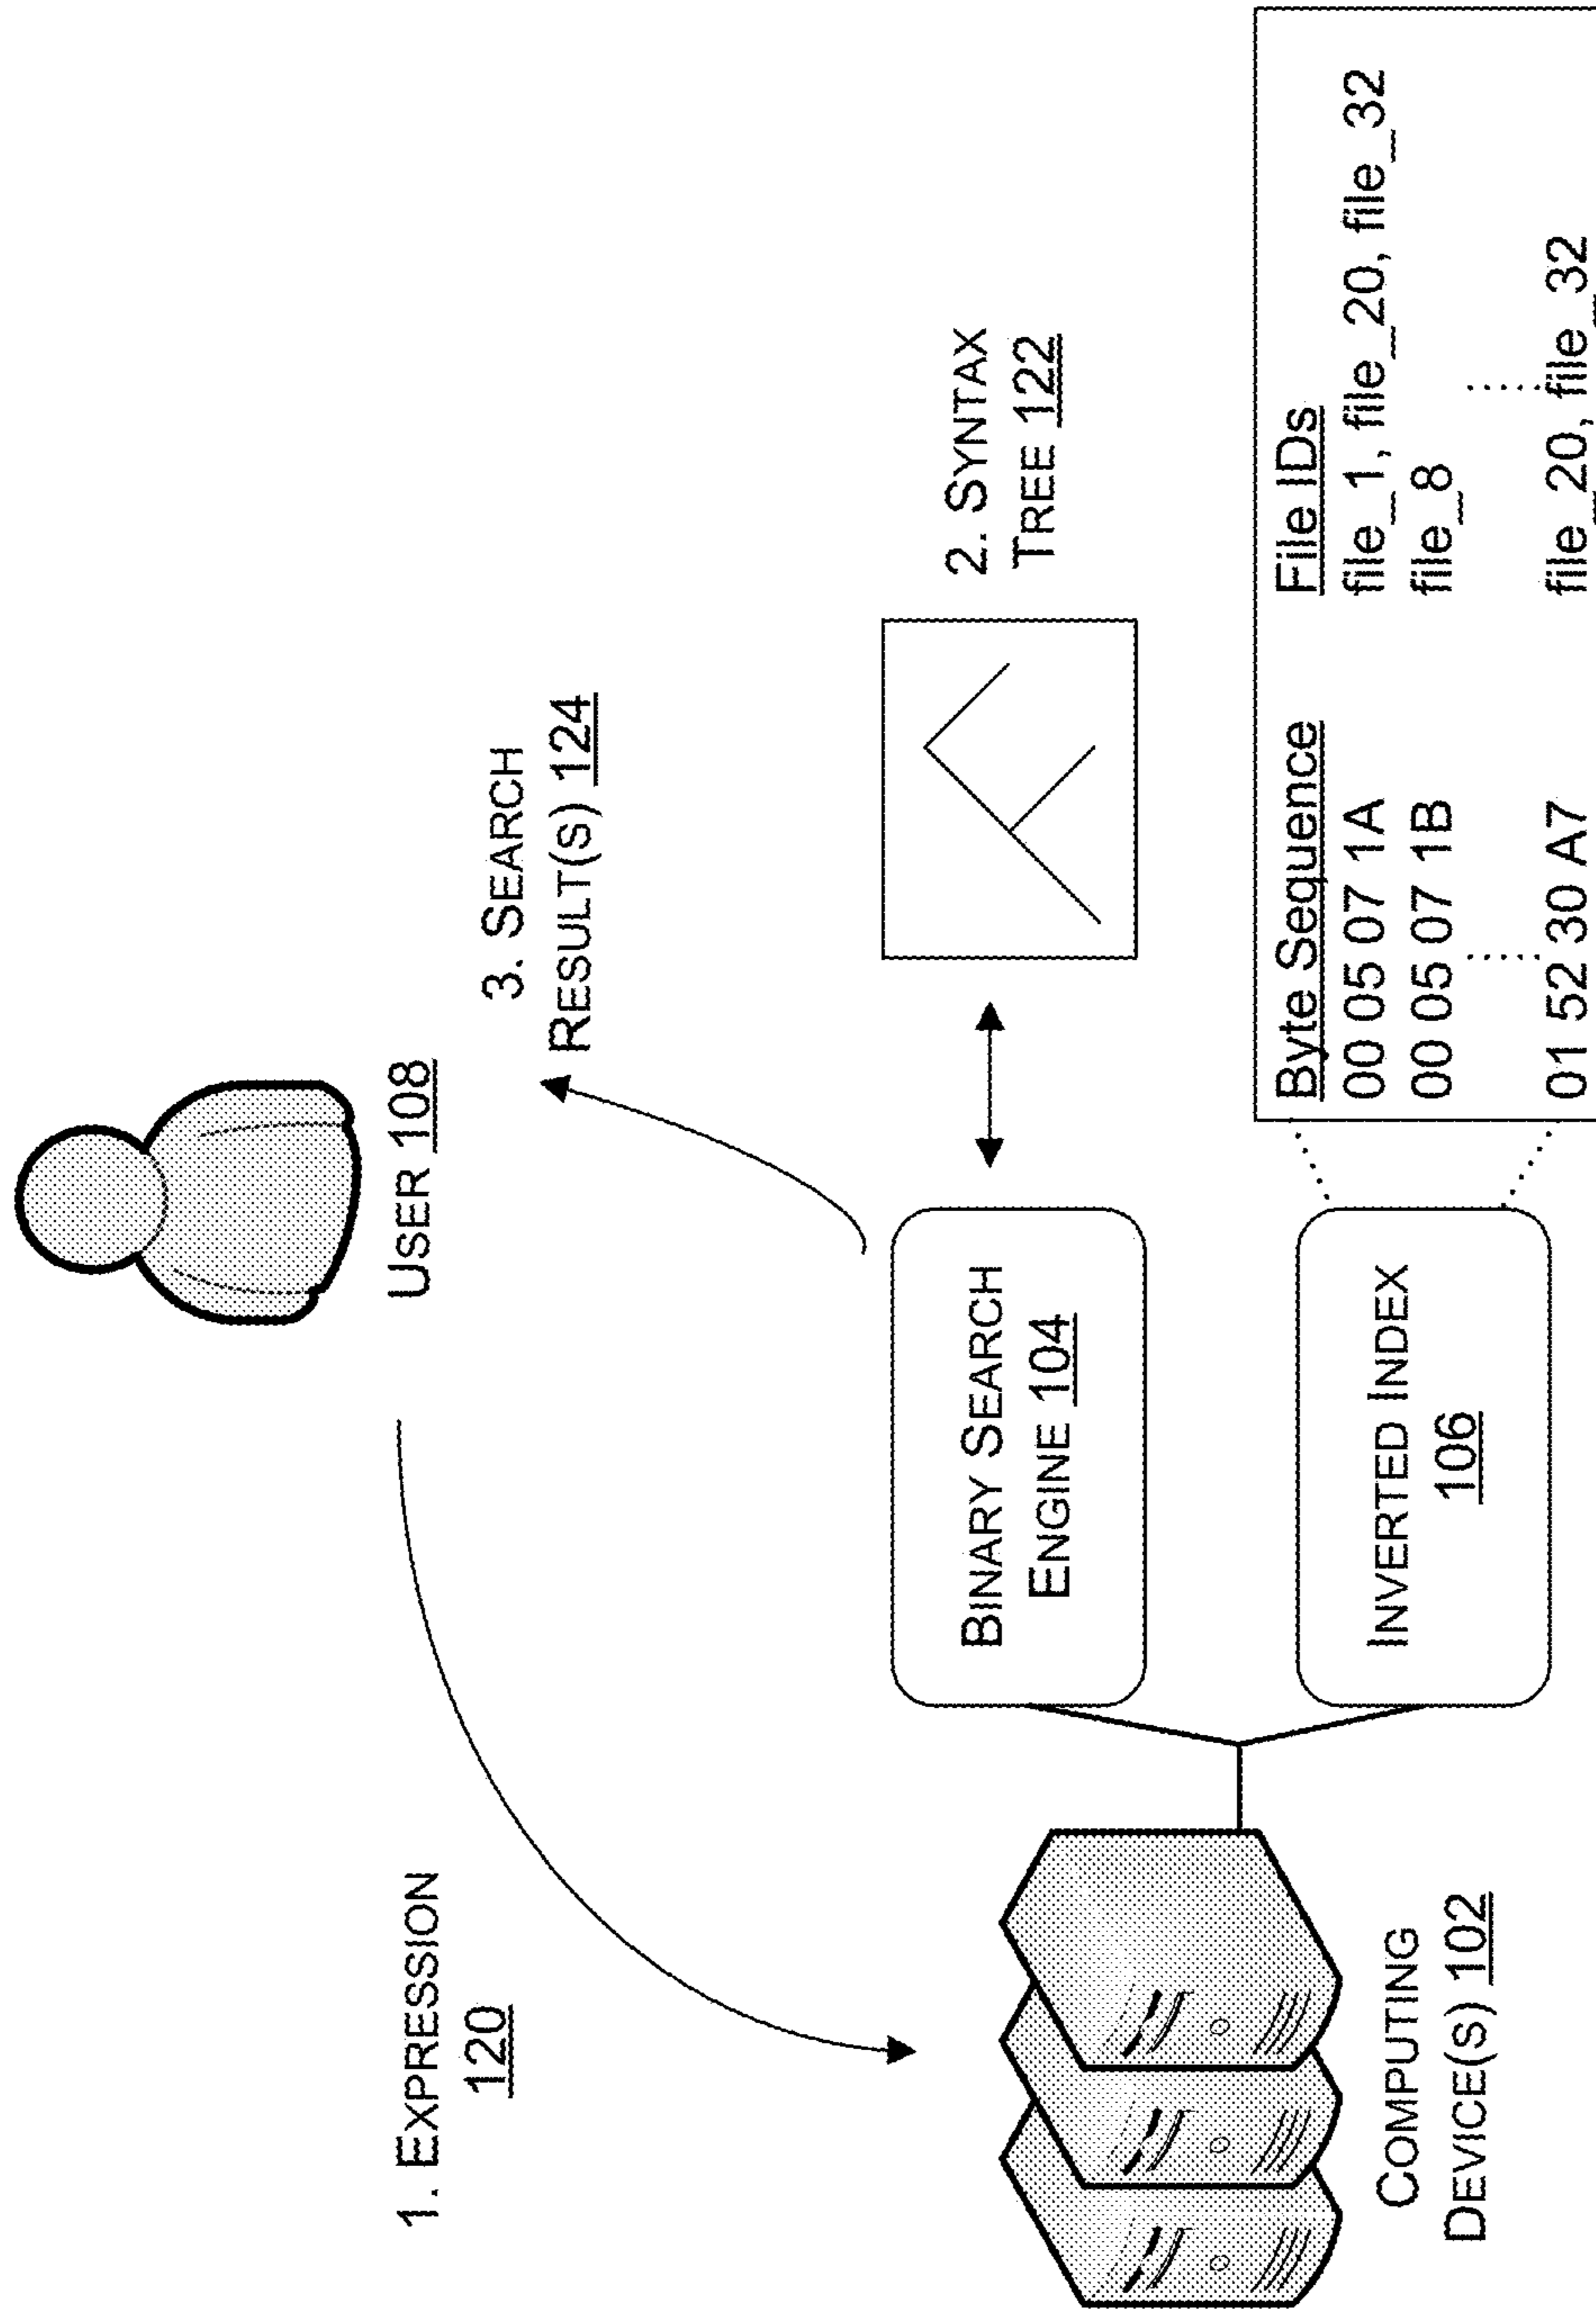 USER 108
1. EXPRESSION
120
3. SEARCH
RESULT(S) 124
BINARY SEARCH
ENGINE 104
2. SYNTAX
TREE 122
COMPUTING
DEVICE(S) 102
INVERTED INDEX
106
Byte Sequence File IDs
00 05 07 1A file_1, file_20, file_32
00 05 07 1B file_8
01 52 30 A7 file_20, file_32